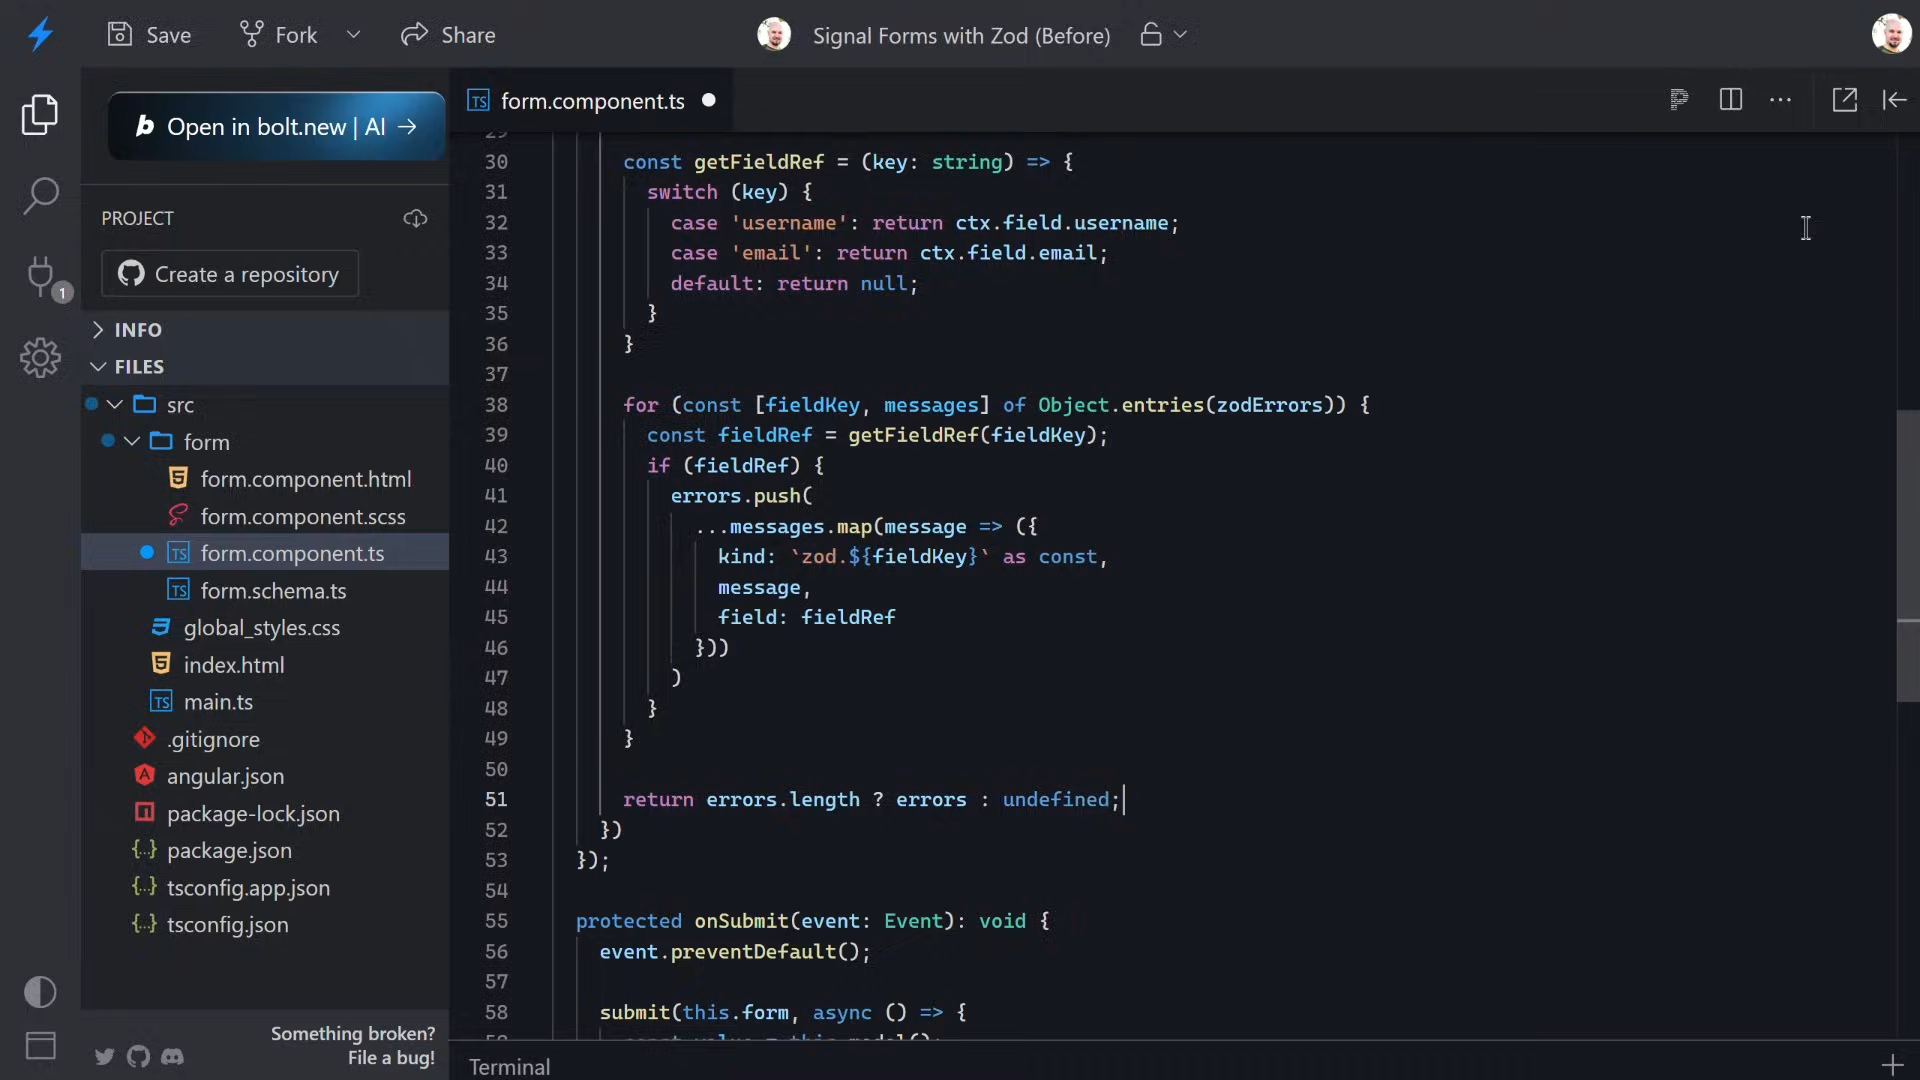 Save
Fork
Share
Signal Forms with Zod (Before)
Open in bolt.new | AI →
PROJECT
Create a repository
1
INFO
FILES
src
form
form.component.html
form.component.scss
form.component.ts
form.schema.ts
global_styles.css
index.html
main.ts
.gitignore
angular.json
package-lock.json
package.json
tsconfig.app.json
tsconfig.json
Something broken?
File a bug!
form.component.ts
29
30 const getFieldRef = (key: string) => {
31 switch (key) {
32 case 'username': return ctx.field.username;
33 case 'email': return ctx.field.email;
34 default: return null;
35 }
36 }
37
38 for (const [fieldKey, messages] of Object.entries(zodErrors)) {
39 const fieldRef = getFieldRef(fieldKey);
40 if (fieldRef) {
41 errors.push(
42 ...messages.map(message => ({
43 kind: `zod.${fieldKey}` as const,
44 message,
45 field: fieldRef
46 }))
47 )
48 }
49 }
50
51 return errors.length ? errors : undefined;
52 })
53 });
54
55 protected onSubmit(event: Event): void {
56 event.preventDefault();
57
58 submit(this.form, async () => {
59 const value = this.model();
Terminal